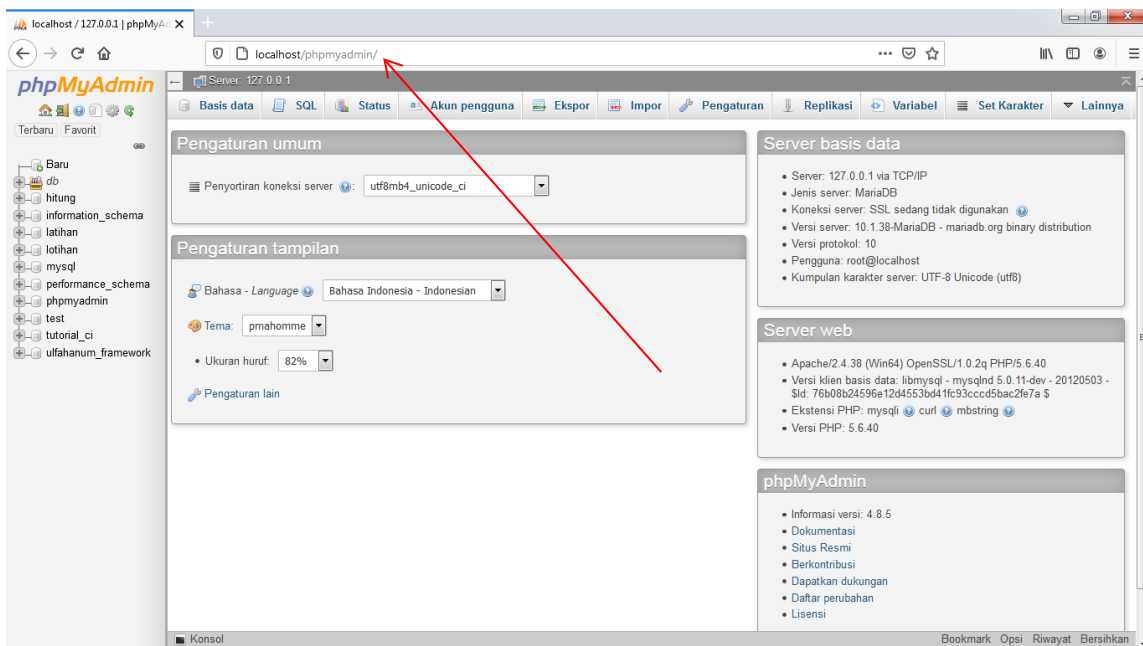 localhost / 127.0.0.1 | phpMyAd
localhost/phpmyadmin/
phpMyAdmin
Terbaru Favorit
Baru
db
hitung
information_schema
latihan
lotihan
mysql
performance_schema
phpmyadmin
test
tutorial_ci
ulfahanum_framework
Server: 127.0.0.1
Basis data SQL Status Akun pengguna Ekspor Impor Pengaturan Replikasi Variabel Set Karakter Lainnya
Pengaturan umum
Penyortiran koneksi server : utf8mb4_unicode_ci
Pengaturan tampilan
Bahasa - Language Bahasa Indonesia - Indonesian
Tema: pmahomme
• Ukuran huruf: 82%
Pengaturan lain
Server basis data
• Server: 127.0.0.1 via TCP/IP
• Jenis server: MariaDB
• Koneksi server: SSL sedang tidak digunakan
• Versi server: 10.1.38-MariaDB - mariadb.org binary distribution
• Versi protokol: 10
• Pengguna: root@localhost
• Kumpulan karakter server: UTF-8 Unicode (utf8)
Server web
• Apache/2.4.38 (Win64) OpenSSL/1.0.2q PHP/5.6.40
• Versi klien basis data: libmysql - mysqlnd 5.0.11-dev - 20120503 -
$Id: 76b08b24596e12d4553bd41fc93cccd5bac2fe7a $
• Ekstensi PHP: mysqli curl mbstring
• Versi PHP: 5.6.40
phpMyAdmin
• Informasi versi: 4.8.5
• Dokumentasi
• Situs Resmi
• Berkontribusi
• Dapatkan dukungan
• Daftar perubahan
• Lisensi
Konsol
Bookmark Opsi Riwayat Bersihkan